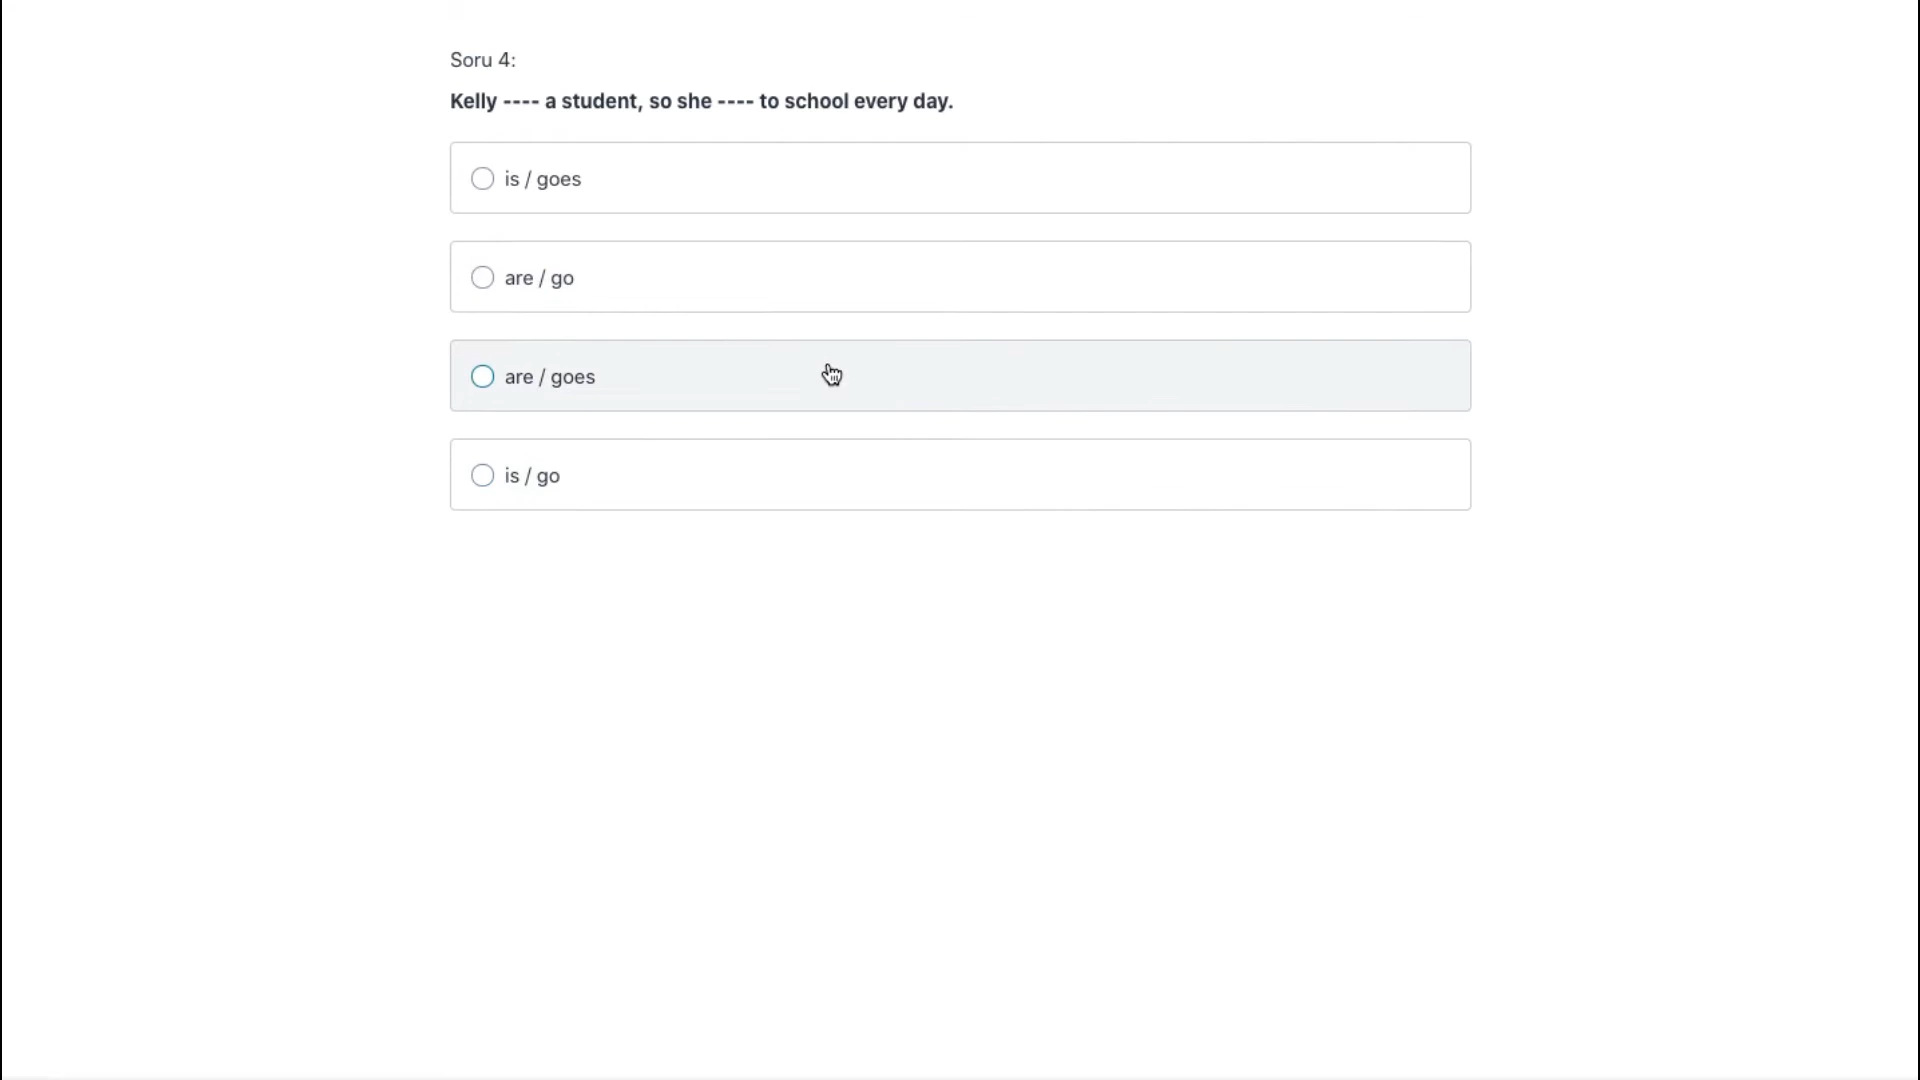 Soru 4:
Kelly ---- a student, so she ---- to school every day.
is / goes
are / go
are / goes
is / go